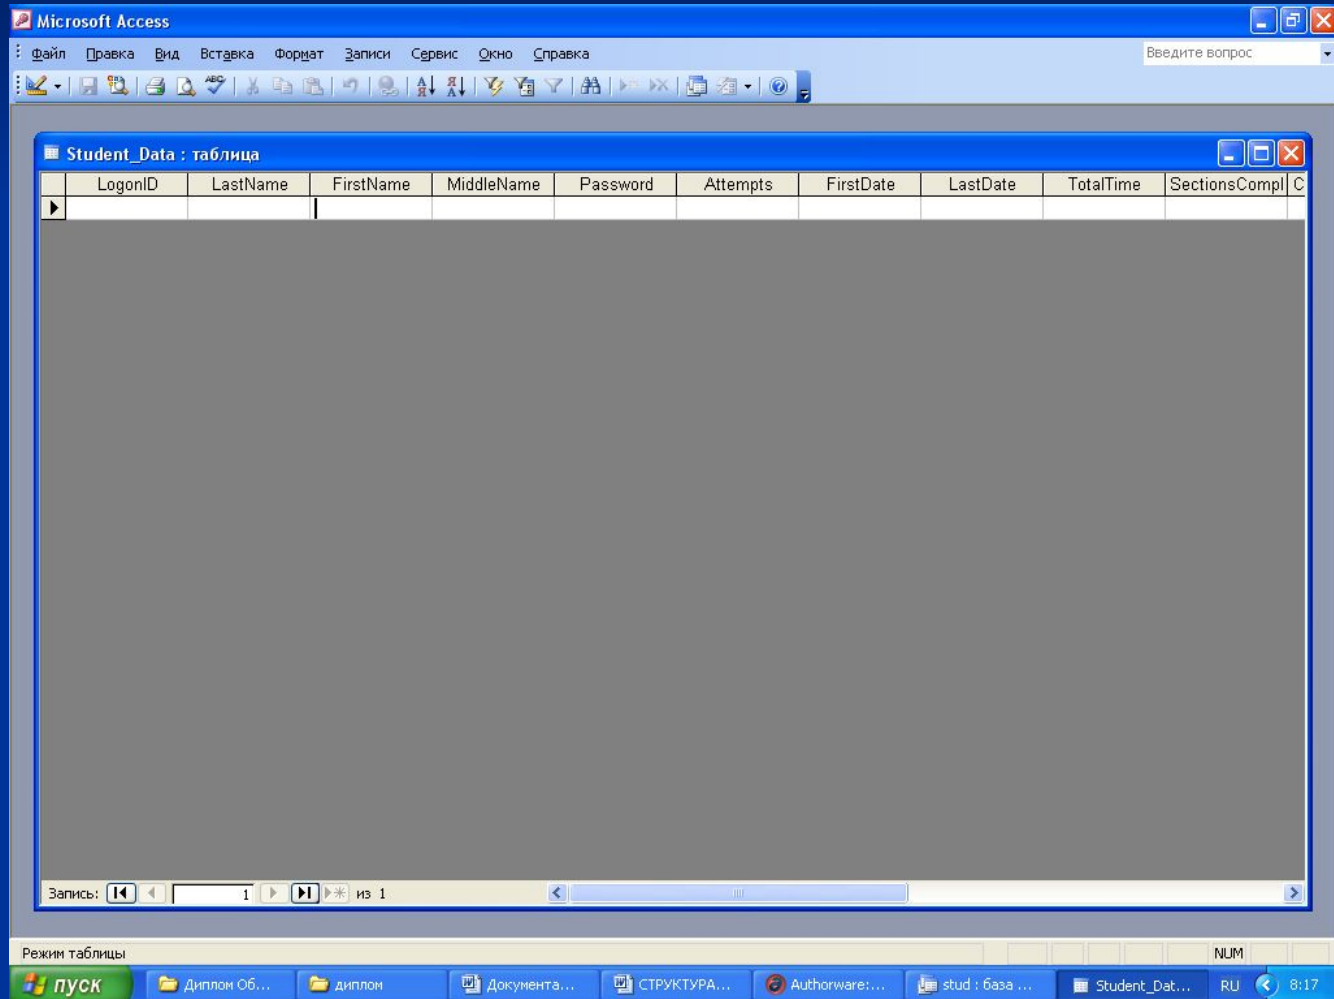 Microsoft Access
Файл Правка Вид Вставка Формат Записи Сервис Окно Справка Введите вопрос
Student_Data : таблица
LogonID LastName FirstName MiddleName Password Attempts FirstDate LastDate TotalTime SectionsCompl C
Запись: 1 из 1
Режим таблицы NUM
пуск Диплом Об... диплом Документа... СТРУКТУРА... Authorware:... stud : база ... Student_Dat... RU 8:17